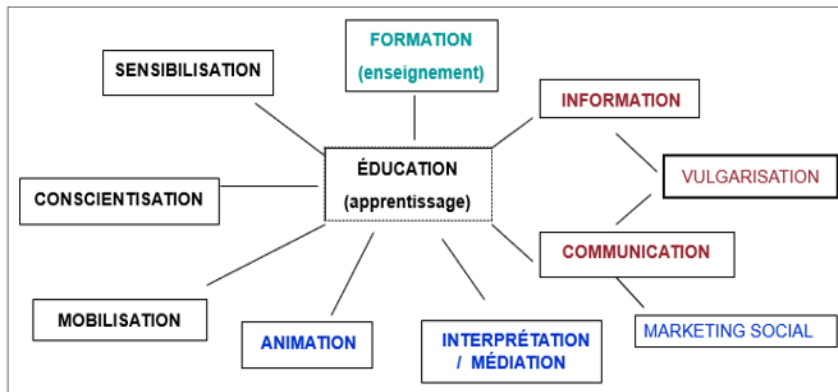 FORMATION
(enseignement)
SENSIBILISATION
INFORMATION
ÉDUCATION
(apprentissage)
VULGARISATION
CONSCIENTISATION
COMMUNICATION
MOBILISATION
ANIMATION
INTERPRÉTATION
/ MÉDIATION
MARKETING SOCIAL